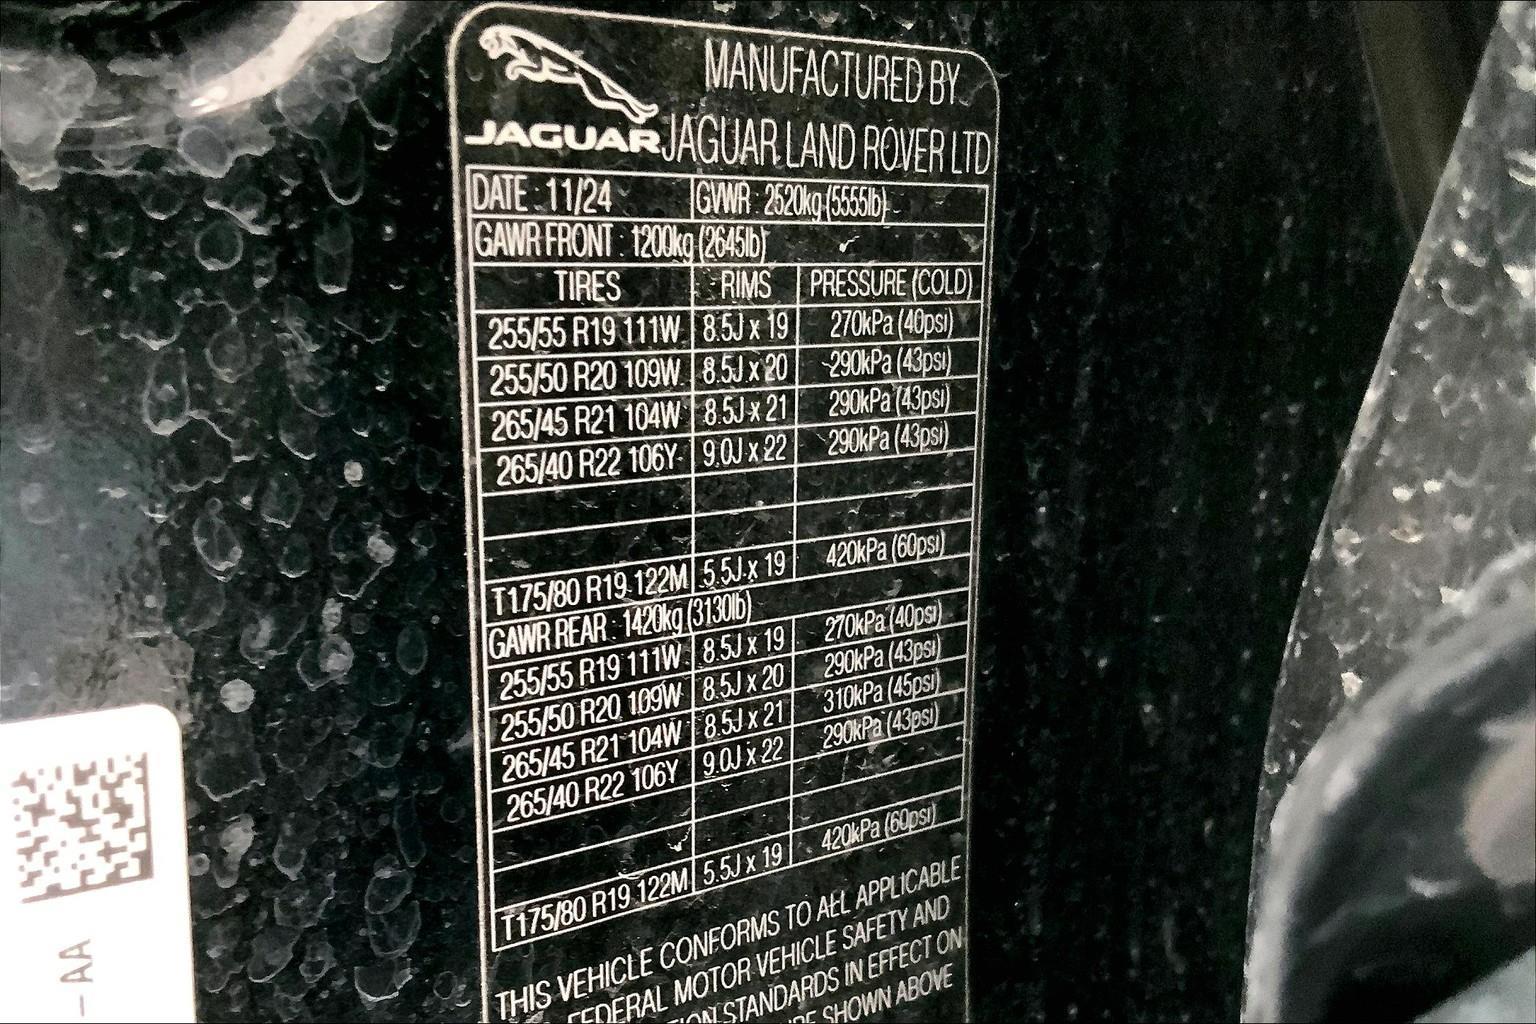 JAGUAR
MANUFACTURED BY
JAGUAR LAND ROVER LTD
DATE : 11/24 GVWR : 2520kg (5555lb)
GAWR FRONT : 1200kg (2645lb)
TIRES RIMS PRESSURE (COLD)
255/55 R19 111W 8.5J x 19 270kPa (40psi)
255/50 R20 109W 8.5J x 20 290kPa (43psi)
265/45 R21 104W 8.5J x 21 290kPa (43psi)
265/40 R22 106Y 9.0J x 22 290kPa (43psi)
T175/80 R19 122M 5.5J x 19 420kPa (60psi)
GAWR REAR : 1420kg (3130lb)
255/55 R19 111W 8.5J x 19 270kPa (40psi)
255/50 R20 109W 8.5J x 20 290kPa (43psi)
265/45 R21 104W 8.5J x 21 310kPa (45psi)
265/40 R22 106Y 9.0J x 22 290kPa (43psi)
T175/80 R19 122M 5.5J x 19 420kPa (60psi)
THIS VEHICLE CONFORMS TO ALL APPLICABLE
FEDERAL MOTOR VEHICLE SAFETY AND
STANDARDS IN EFFECT ON
SHOWN ABOVE
-AA